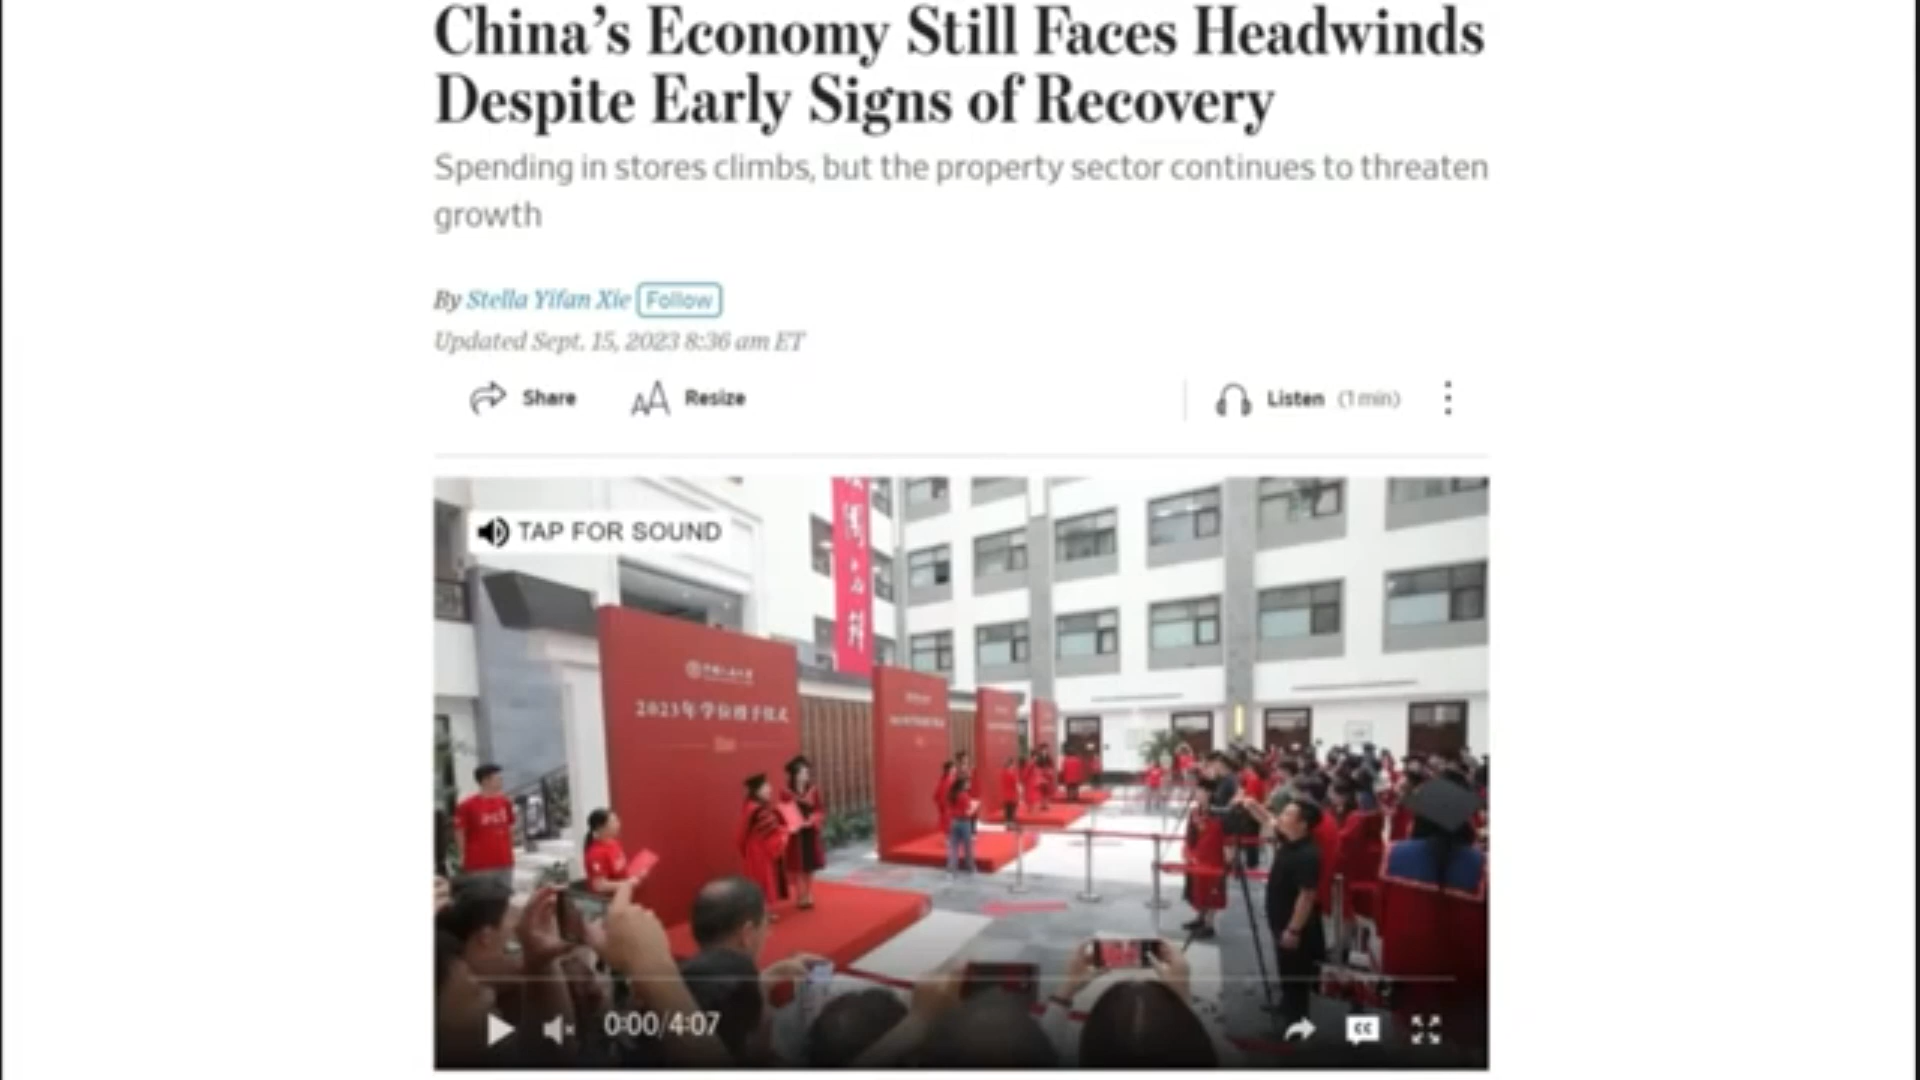 China’s Economy Still Faces Headwinds
Despite Early Signs of Recovery
Spending in stores climbs, but the property sector continues to threaten
growth
By Stella Yifan Xie Follow
Updated Sept. 15, 2023 8:36 am ET
Share Resize Listen (1 min)
TAP FOR SOUND
2023年学位授予仪式
0:00/4:07
CC